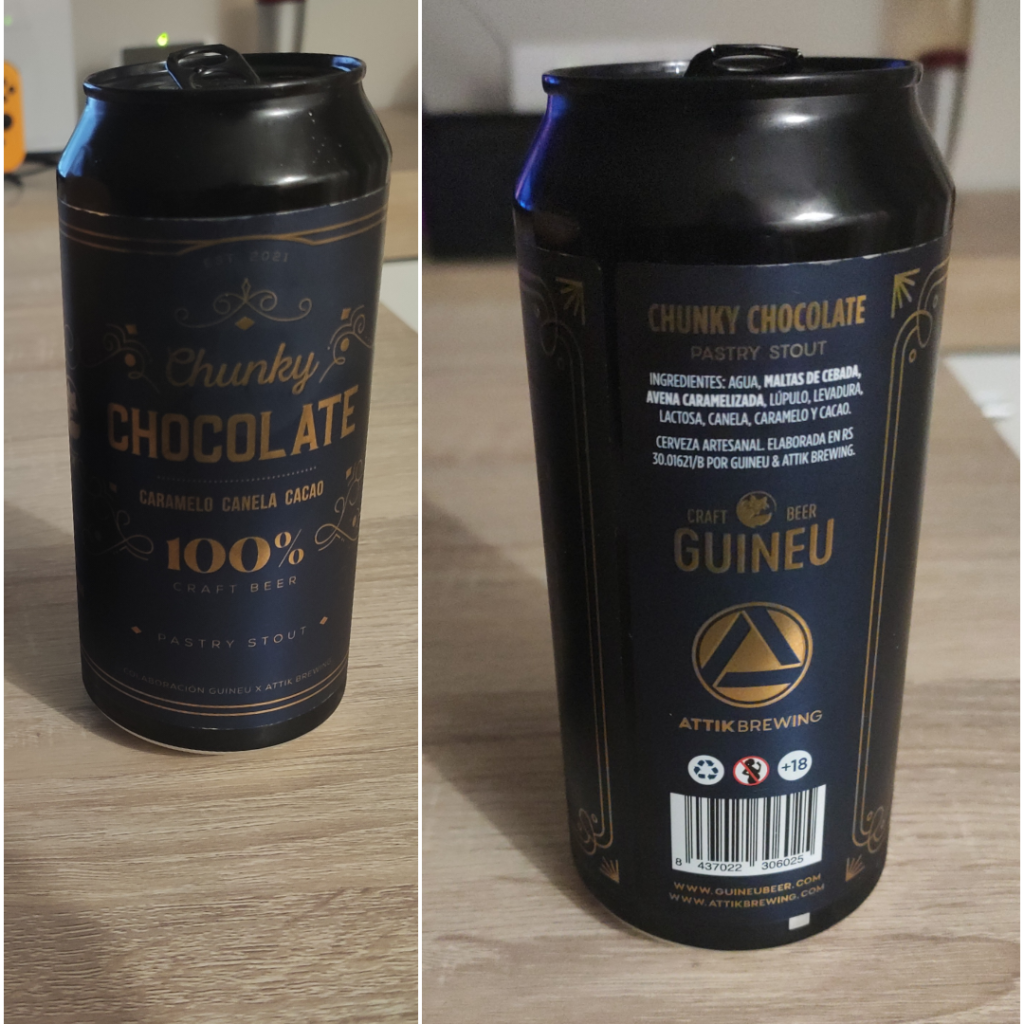 EST. 2021
Chunky
CHOCOLATE
CARAMELO CANELA CACAO
100%
CRAFT BEER
PASTRY STOUT
COLABORACIÓN GUINEU X ATTIK BREWING
CHUNKY CHOCOLATE
PASTRY STOUT
INGREDIENTES: AGUA, MALTAS DE CEBADA,
AVENA CARAMELIZADA, LÚPULO, LEVADURA,
LACTOSA, CANELA, CARAMELO Y CACAO.
CERVEZA ARTESANAL. ELABORADA EN RS
30.01621/B POR GUINEU & ATTIK BREWING.
CRAFT BEER
GUINEU
ATTIKBREWING
+18
8 437022 306025
WWW.GUINEUBEER.COM
WWW.ATTIKBREWING.COM